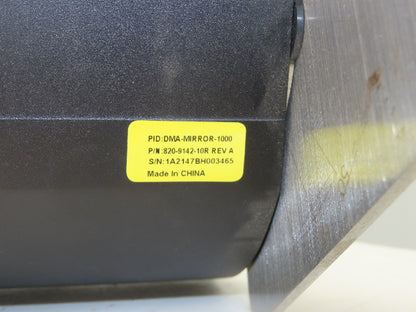 PID:DMA-MIRROR-1000
P/N:820-9142-10R REV A
S/N:1A2147BH003465
Made In CHINA